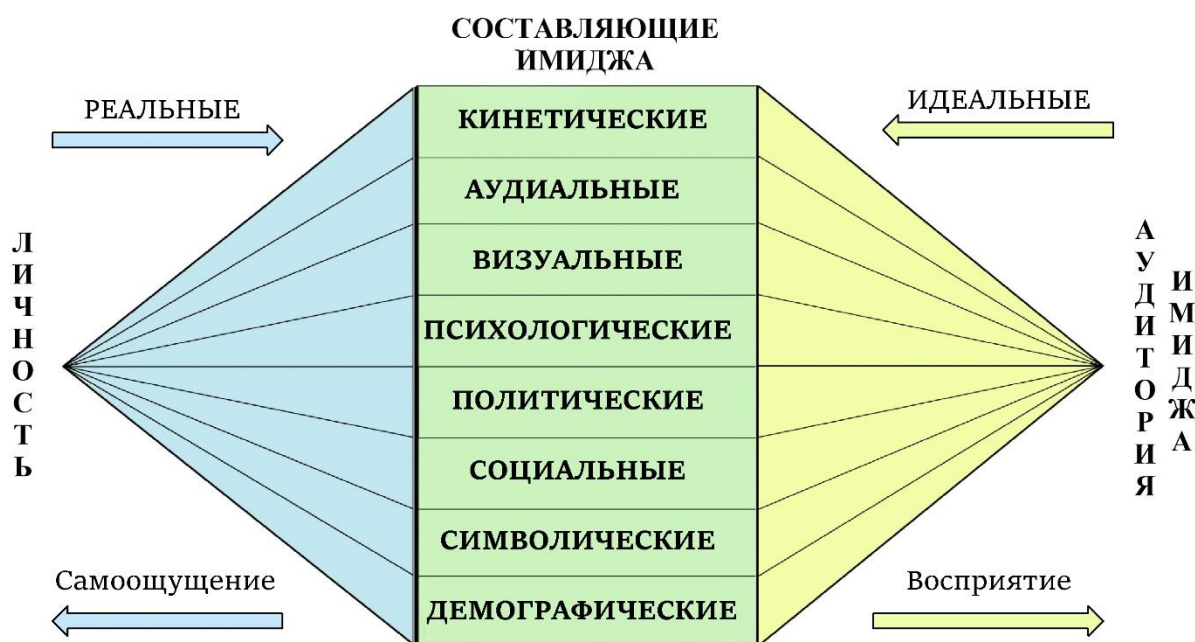 СОСТАВЛЯЮЩИЕ
ИМИДЖА
РЕАЛЬНЫЕ
ИДЕАЛЬНЫЕ
ЛИЧНОСТЬ
КИНЕТИЧЕСКИЕ
АУДИАЛЬНЫЕ
ВИЗУАЛЬНЫЕ
ПСИХОЛОГИЧЕСКИЕ
ПОЛИТИЧЕСКИЕ
СОЦИАЛЬНЫЕ
СИМВОЛИЧЕСКИЕ
ДЕМОГРАФИЧЕСКИЕ
АУДИТОРИЯ
ИМИДЖА
Самоощущение
Восприятие